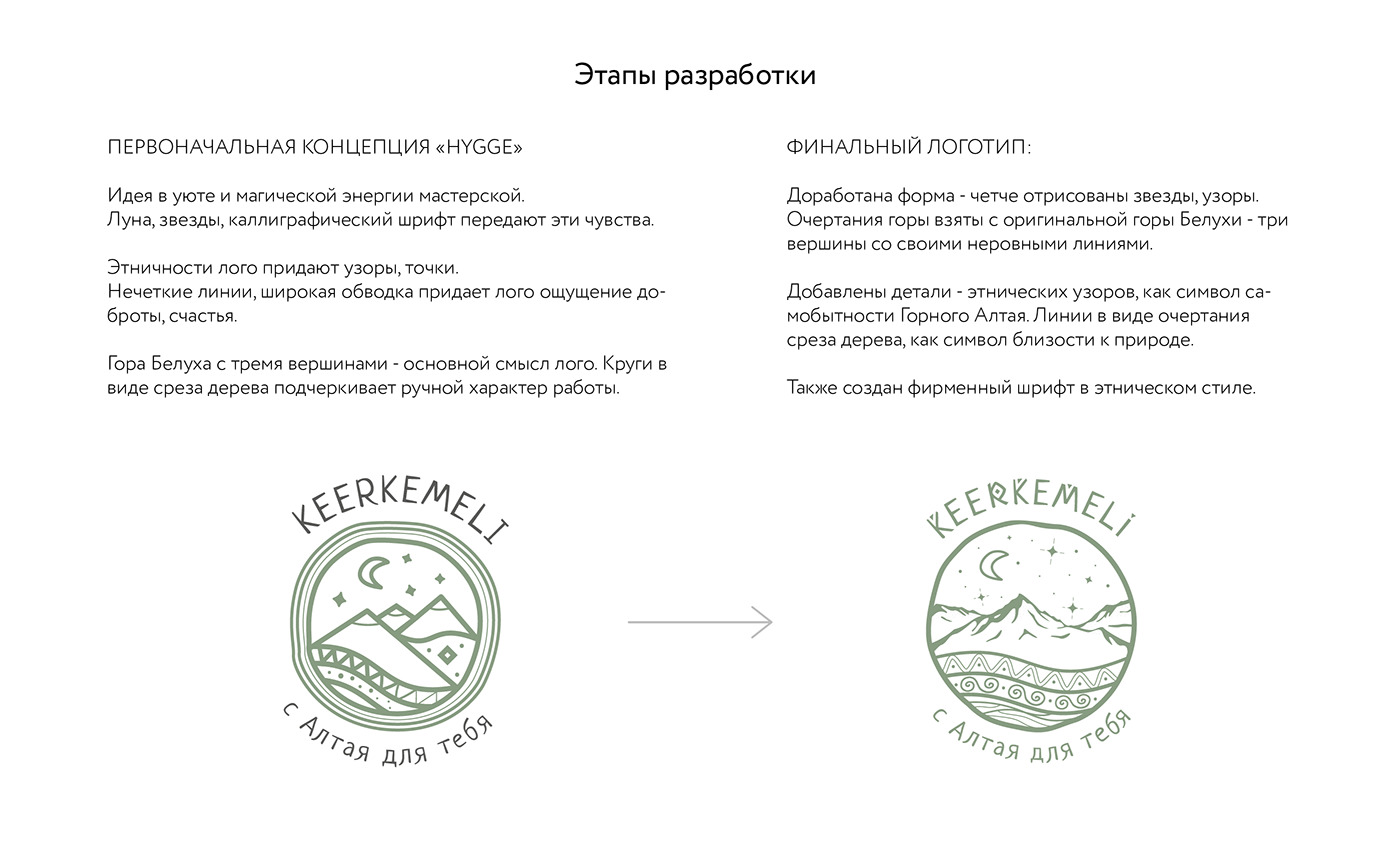 Этапы разработки
ПЕРВОНАЧАЛЬНАЯ КОНЦЕПЦИЯ «HYGGE»
Идея в уюте и магической энергии мастерской.
Луна, звезды, каллиграфический шрифт передают эти чувства.
Этничности лого придают узоры, точки.
Нечеткие линии, широкая обводка придает лого ощущение до-
броты, счастья.
Гора Белуха с тремя вершинами - основной смысл лого. Круги в
виде среза дерева подчеркивает ручной характер работы.
ФИНАЛЬНЫЙ ЛОГОТИП:
Доработана форма - четче отрисованы звезды, узоры.
Очертания горы взяты с оригинальной горы Белухи - три
вершины со своими неровными линиями.
Добавлены детали - этнических узоров, как символ са-
мобытности Горного Алтая. Линии в виде очертания
среза дерева, как символ близости к природе.
Также создан фирменный шрифт в этническом стиле.
KEERKEMELI
с Алтая для тебя
KEERKEMELI
с Алтая для тебя